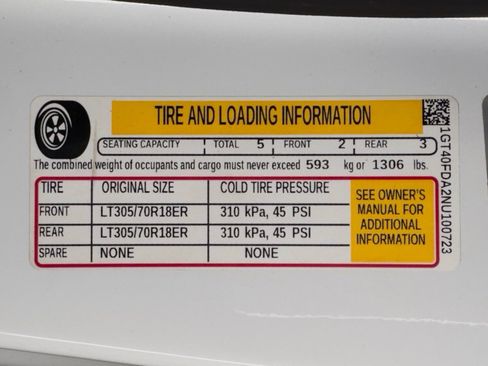 TIRE AND LOADING INFORMATION
SEATING CAPACITY TOTAL 5 FRONT 2 REAR 3
The combined weight of occupants and cargo must never exceed 593 kg or 1306 lbs.
TIRE ORIGINAL SIZE COLD TIRE PRESSURE
FRONT LT305/70R18ER 310 kPa, 45 PSI
REAR LT305/70R18ER 310 kPa, 45 PSI
SPARE NONE NONE
SEE OWNER'S
MANUAL FOR
ADDITIONAL
INFORMATION
1GT40FDA2NU100723